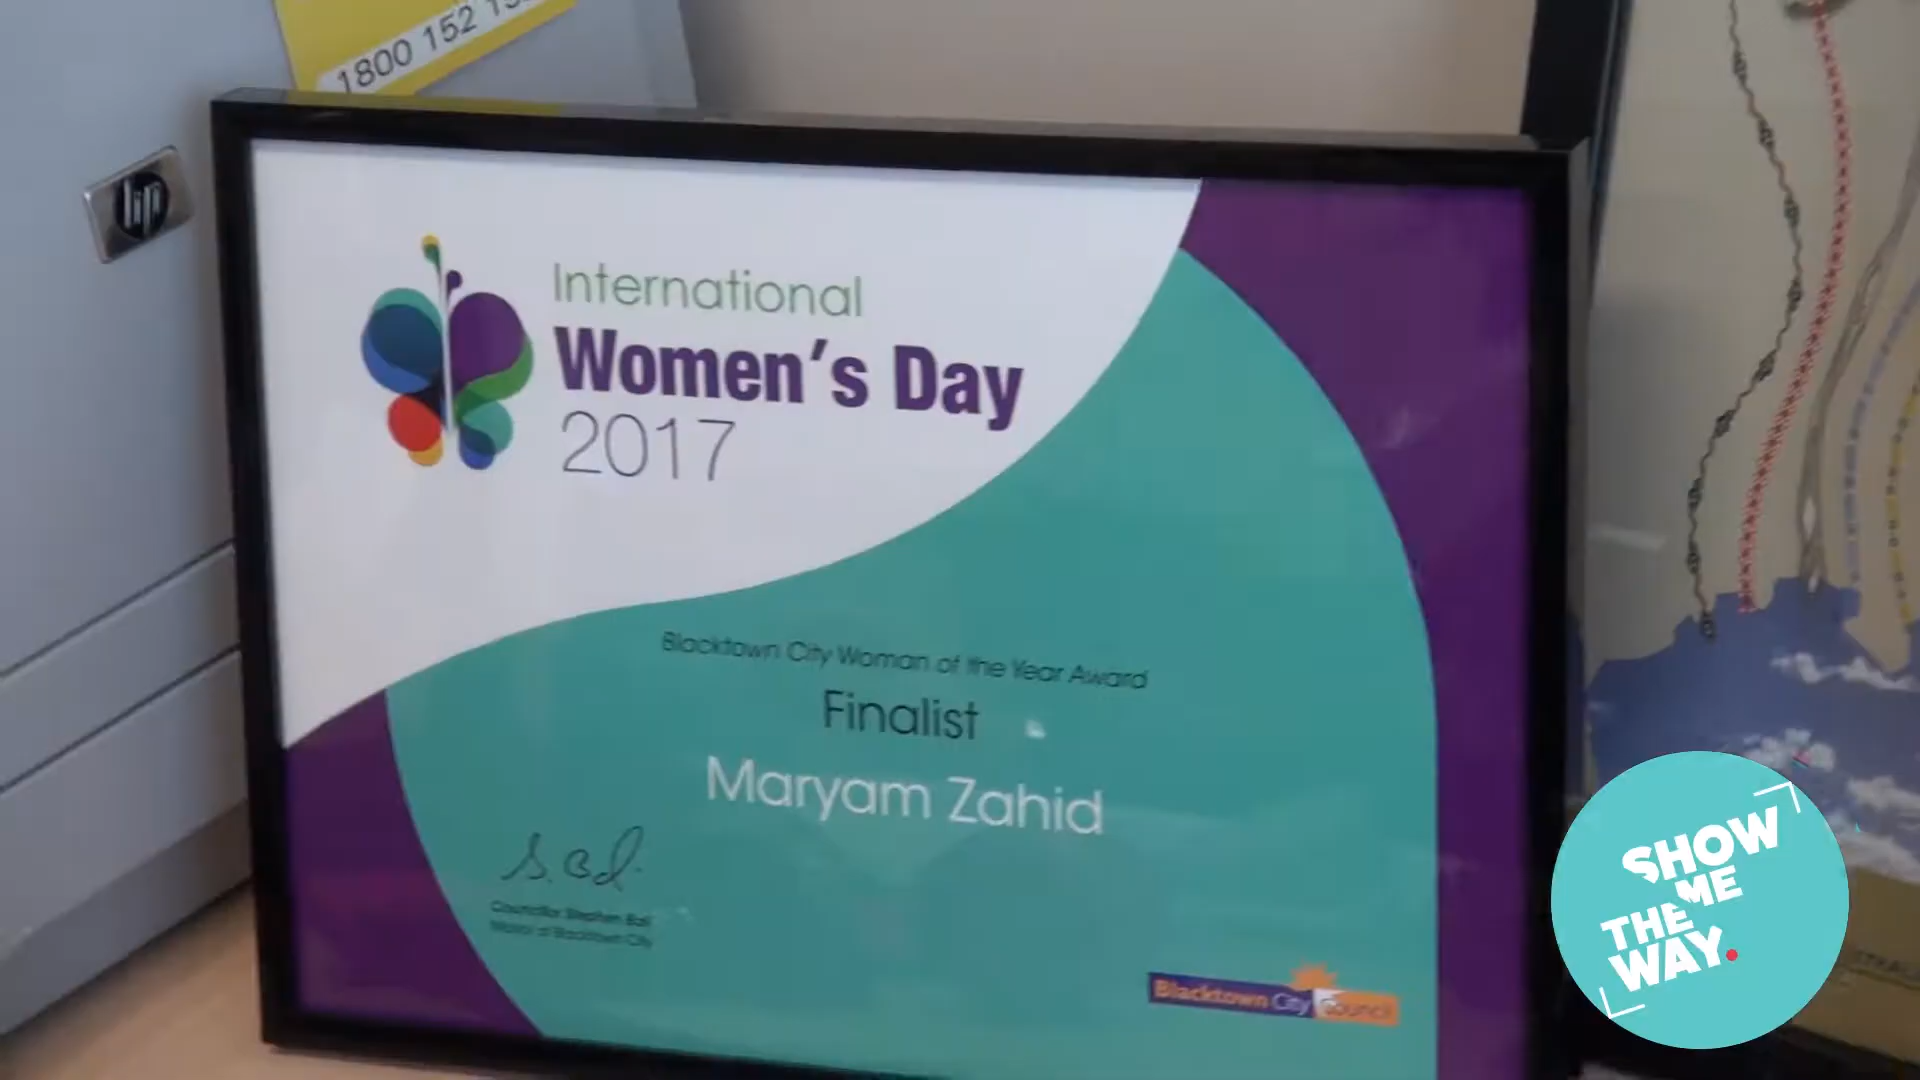 1800 152 15
International
Women's Day
2017
Blacktown City Woman of the Year Award
Finalist
Maryam Zahid
Councillor Stephen Bali
Mayor of Blacktown City
Blacktown City Council
SHOW
ME
THE
WAY.